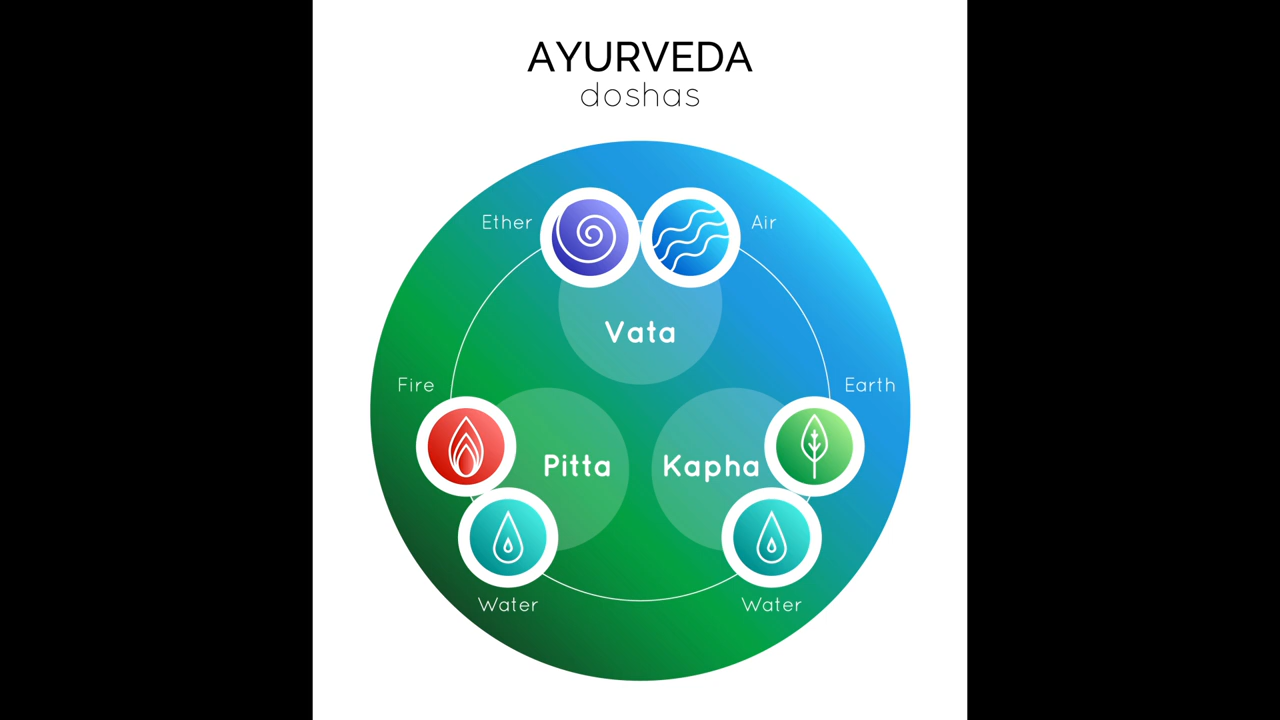 AYURVEDA
doshas
Ether
Air
Vata
Fire
Earth
Pitta
Kapha
Water
Water